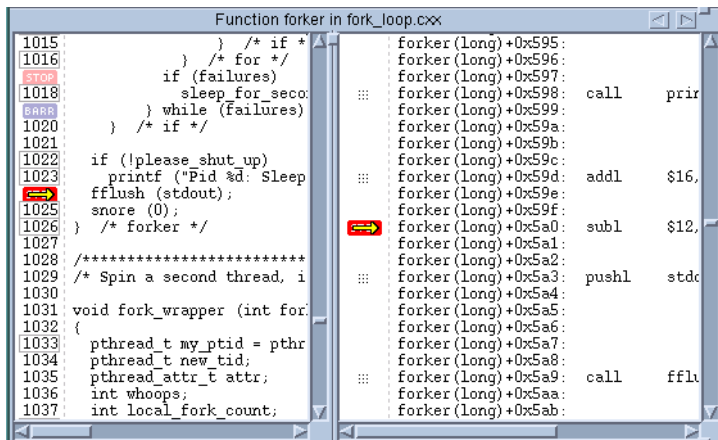 Function forker in fork_loop.cxx
1015 } /* if *
1016 } /* for */
STOP if (failures)
1018 sleep_for_seco
BARR } while (failures)
1020 } /* if */
1021
1022 if (!please_shut_up)
1023 printf ("Pid %d: Sleep
fflush (stdout);
1025 snore (0);
1026 } /* forker */
1027
1028 /**************************
1029 /* Spin a second thread, i
1030
1031 void fork_wrapper (int for
1032 {
1033 pthread_t my_ptid = pthr
1034 pthread_t new_tid;
1035 pthread_attr_t attr;
1036 int whoops;
1037 int local_fork_count;
forker(long)+0x595:
forker(long)+0x596:
forker(long)+0x597:
forker(long)+0x598: call prin
forker(long)+0x599:
forker(long)+0x59a:
forker(long)+0x59b:
forker(long)+0x59c:
forker(long)+0x59d: addl $16,
forker(long)+0x59e:
forker(long)+0x59f:
forker(long)+0x5a0: subl $12,
forker(long)+0x5a1:
forker(long)+0x5a2:
forker(long)+0x5a3: pushl stdo
forker(long)+0x5a4:
forker(long)+0x5a5:
forker(long)+0x5a6:
forker(long)+0x5a7:
forker(long)+0x5a8:
forker(long)+0x5a9: call fflu
forker(long)+0x5aa:
forker(long)+0x5ab: